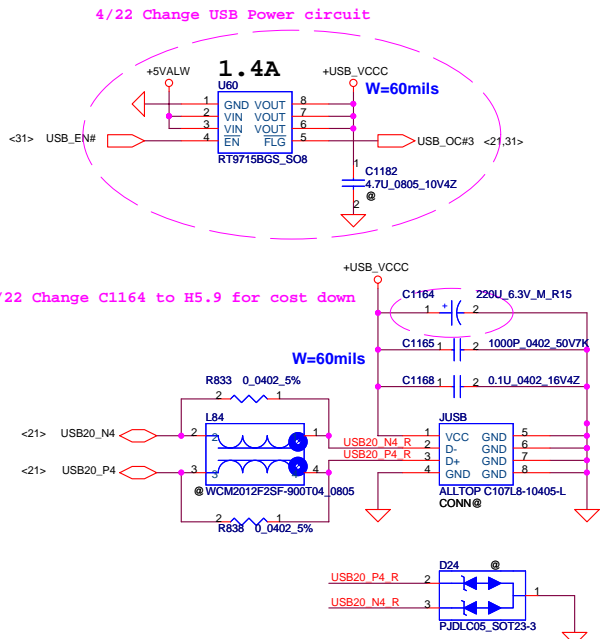 4/22 Change USB Power circuit
+5VALW
1.4A
+USB_VCCC
U60
W=60mils
1 GND VOUT 8
2 VIN VOUT 7
3 VIN VOUT 6
4 EN FLG 5
<31> USB_EN#
USB_OC#3 <21,31>
RT9715BGS_SO8
1
C1182
4.7U_0805_10V4Z
2
@
+USB_VCCC
/22 Change C1164 to H5.9 for cost down
C1164 220U_6.3V_M_R15
1 + 2
C1165 1 2 1000P_0402_50V7K
W=60mils
C1168 1 2 0.1U_0402_16V4Z
R833 0_0402_5%
2 1
L84
JUSB
<21> USB20_N4 2 2 1
USB20_N4_R
1 VCC GND 5
2 D- GND 6
<21> USB20_P4 3 3 4
USB20_P4_R
3 D+ GND 7
4 GND GND 8
@ WCM2012F2SF-900T04_0805
ALLTOP C107L8-10405-L
CONN@
2 1
R838 0_0402_5%
D24 @
USB20_P4_R 2
1
USB20_N4_R 3
PJDLC05_SOT23-3